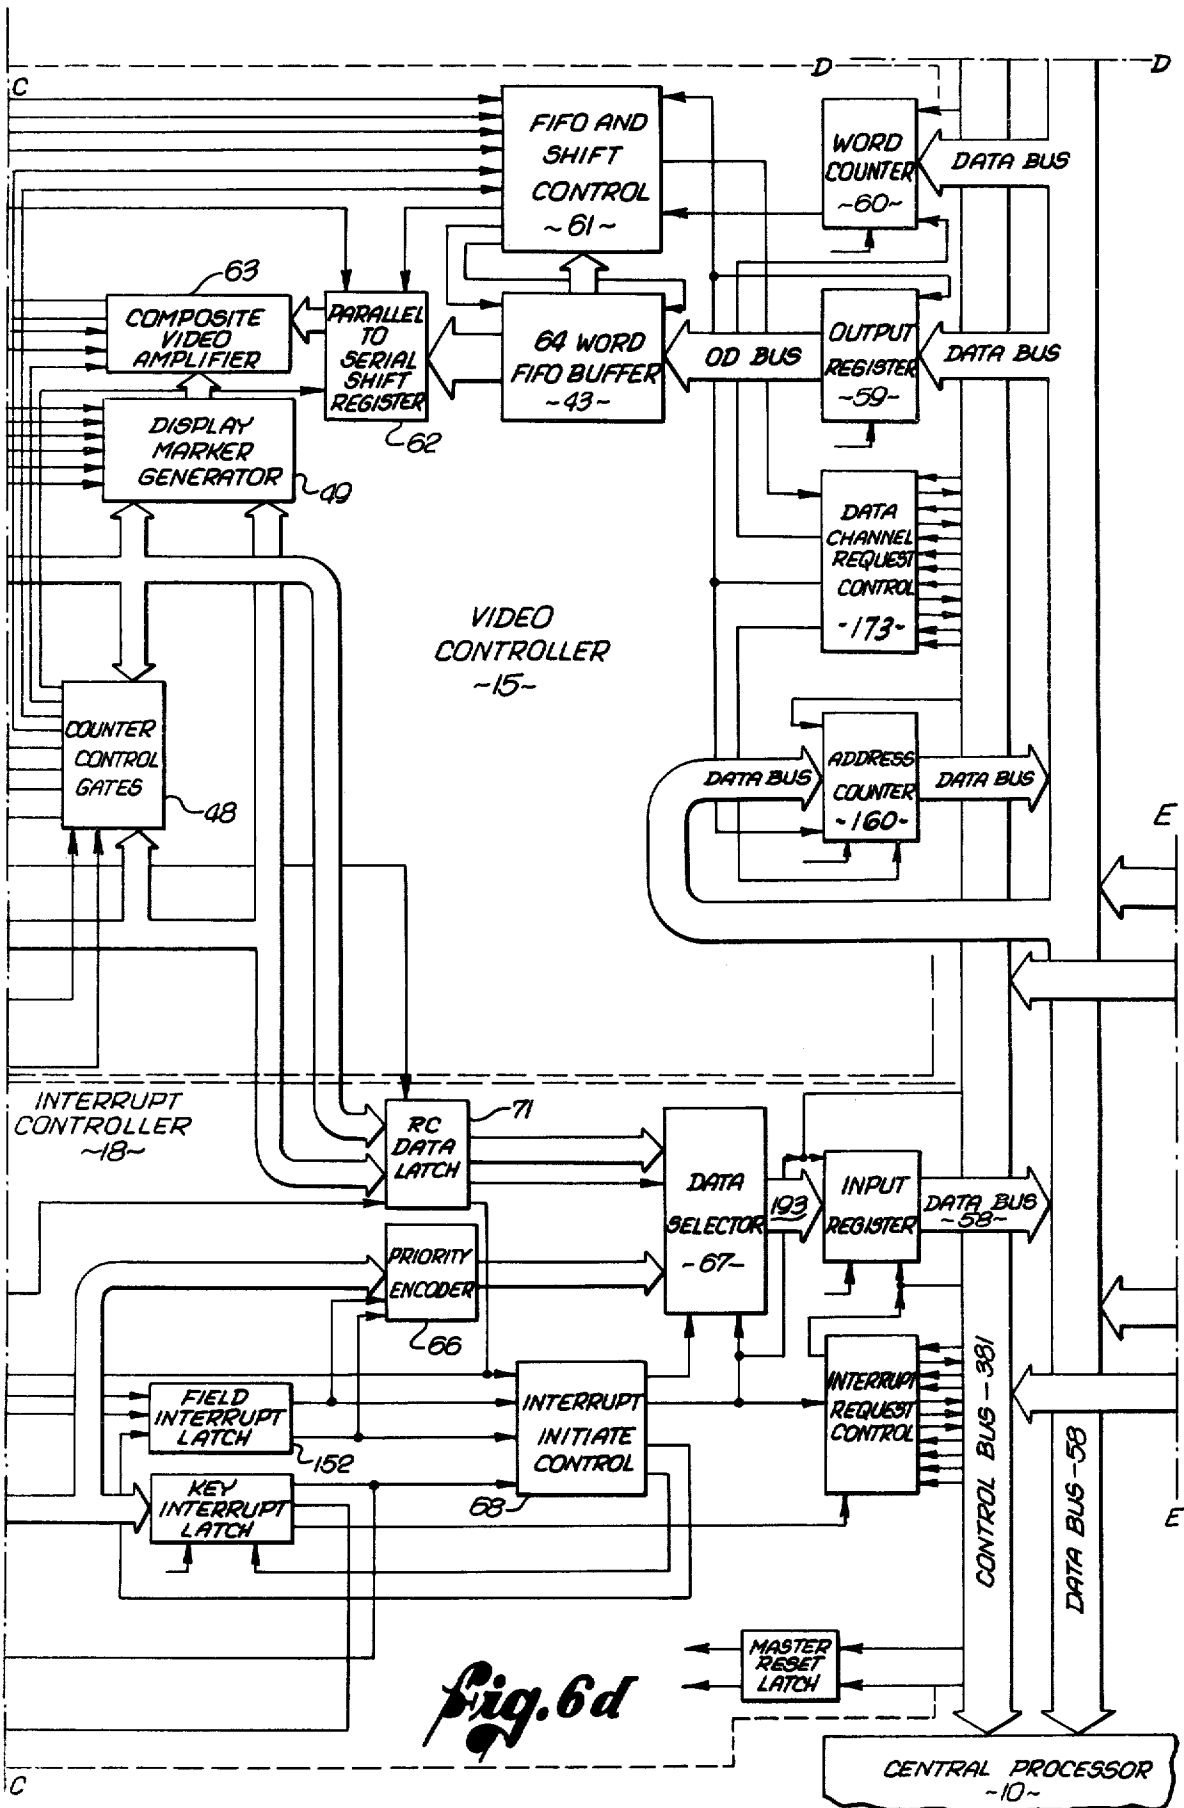 D
D
C
FIFO AND
SHIFT
CONTROL
~61~
WORD
COUNTER
~60~
DATA BUS
63
COMPOSITE
VIDEO
AMPLIFIER
PARALLEL
TO
SERIAL
SHIFT
REGISTER
62
64 WORD
FIFO BUFFER
~43~
OD BUS
OUTPUT
REGISTER
~59~
DATA BUS
DISPLAY
MARKER
GENERATOR
49
DATA
CHANNEL
REQUEST
CONTROL
-173-
VIDEO
CONTROLLER
~15~
COUNTER
CONTROL
GATES
48
DATA BUS
ADDRESS
COUNTER
~160~
DATA BUS
E
INTERRUPT
CONTROLLER
~18~
RC
DATA
LATCH
71
DATA
SELECTOR
-67-
193
INPUT
REGISTER
DATA BUS
-58-
PRIORITY
ENCODER
66
FIELD
INTERRUPT
LATCH
152
INTERRUPT
INITIATE
CONTROL
68
INTERRUPT
REQUEST
CONTROL
KEY
INTERRUPT
LATCH
CONTROL BUS-381
DATA BUS-58
E
MASTER
RESET
LATCH
Fig. 6d
CENTRAL PROCESSOR
~10~
C